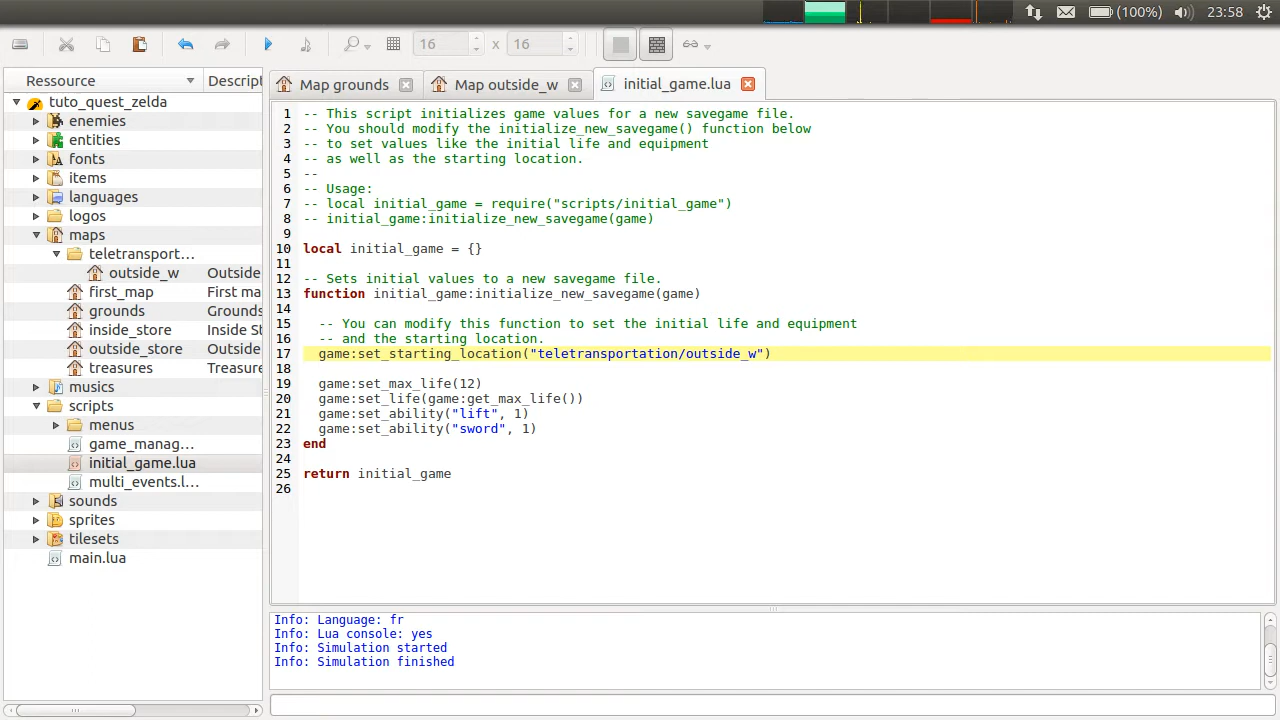 (100%) 23:58
16 x 16
Ressource Descript
Map grounds Map outside_w initial_game.lua
tuto_quest_zelda
enemies
entities
fonts
items
languages
logos
maps
teletransport...
outside_w Outside
first_map First ma
grounds Grounds
inside_store Inside St
outside_store Outside
treasures Treasure
musics
scripts
menus
game_manag...
initial_game.lua
multi_events.l...
sounds
sprites
tilesets
main.lua
1 -- This script initializes game values for a new savegame file.
2 -- You should modify the initialize_new_savegame() function below
3 -- to set values like the initial life and equipment
4 -- as well as the starting location.
5 --
6 -- Usage:
7 -- local initial_game = require("scripts/initial_game")
8 -- initial_game:initialize_new_savegame(game)
9
10 local initial_game = {}
11
12 -- Sets initial values to a new savegame file.
13 function initial_game:initialize_new_savegame(game)
14
15   -- You can modify this function to set the initial life and equipment
16   -- and the starting location.
17   game:set_starting_location("teletransportation/outside_w")
18
19   game:set_max_life(12)
20   game:set_life(game:get_max_life())
21   game:set_ability("lift", 1)
22   game:set_ability("sword", 1)
23 end
24
25 return initial_game
26
Info: Language: fr
Info: Lua console: yes
Info: Simulation started
Info: Simulation finished